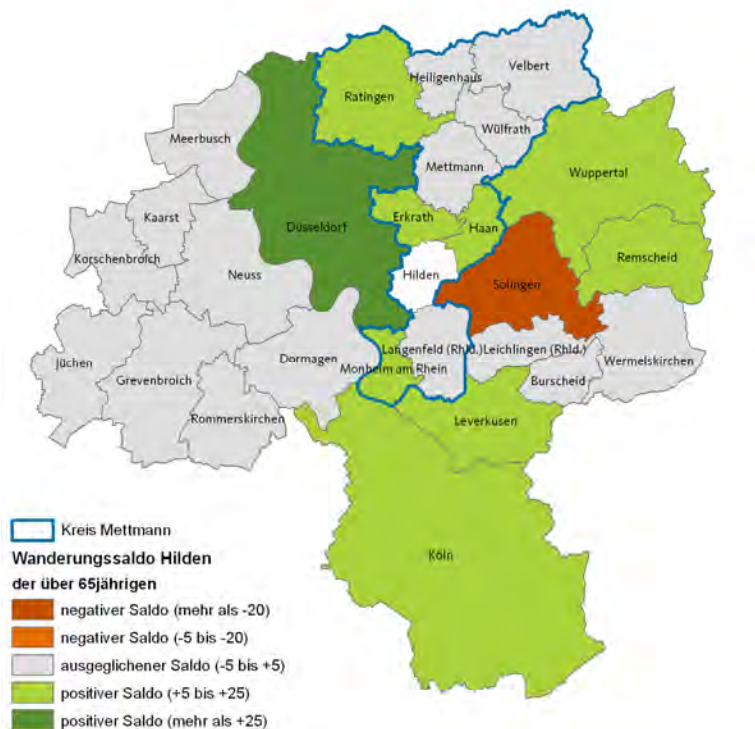 Heiligenhaus
Velbert
Ratingen
Wülfrath
Meerbusch
Mettmann
Wuppertal
Kaarst
Erkrath
Düsseldorf
Haan
Korschenbroich
Remscheid
Neuss
Hilden
Solingen
Jüchen
Dormagen
Langenfeld (Rhld.)
Leichlingen (Rhld.)
Wermelskirchen
Grevenbroich
Monheim am Rhein
Burscheid
Rommerskirchen
Leverkusen
Köln
Kreis Mettmann
Wanderungssaldo Hilden
der über 65jährigen
negativer Saldo (mehr als -20)
negativer Saldo (-5 bis -20)
ausgeglichener Saldo (-5 bis +5)
positiver Saldo (+5 bis +25)
positiver Saldo (mehr als +25)